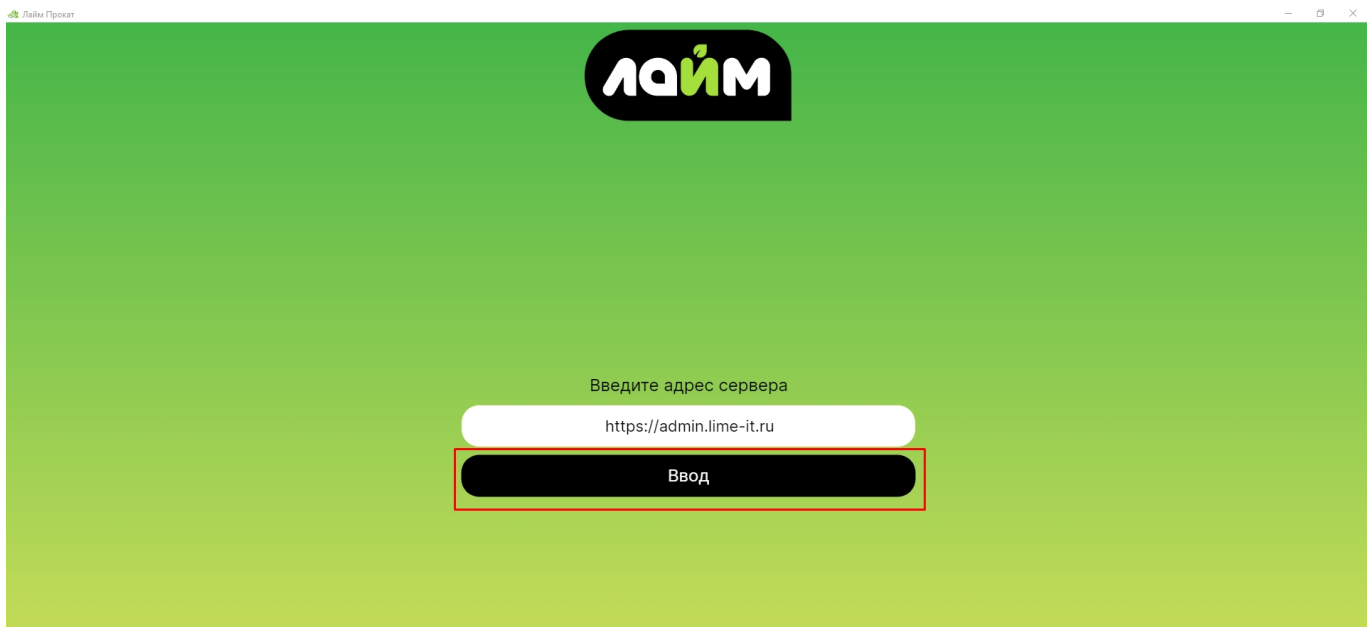 Лайм Прокат
лайм
Введите адрес сервера
https://admin.lime-it.ru
Ввод